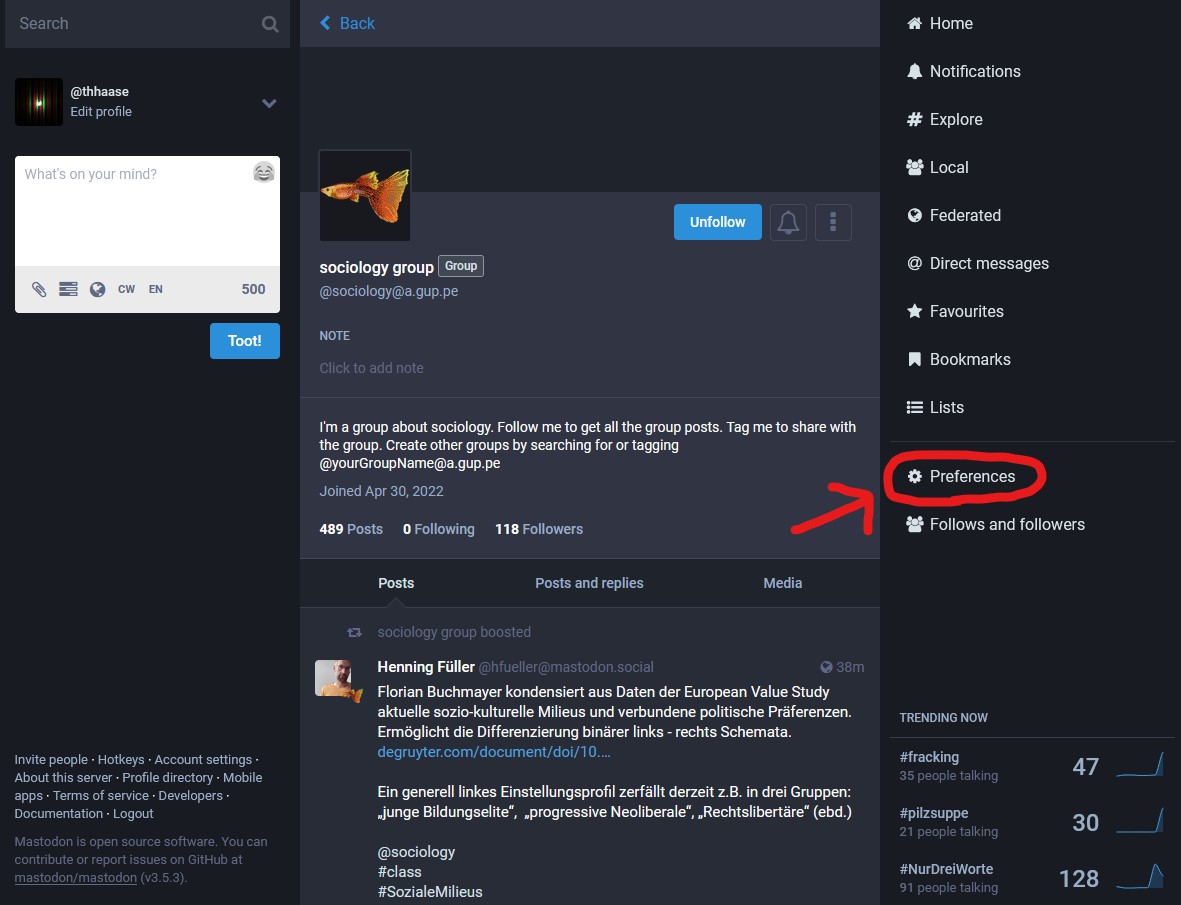 Search
@thhaase
Edit profile
What's on your mind?
CW EN 500
Toot!
Invite people · Hotkeys · Account settings ·
About this server · Profile directory · Mobile
apps · Terms of service · Developers ·
Documentation · Logout
Mastodon is open source software. You can
contribute or report issues on GitHub at
mastodon/mastodon (v3.5.3).
Back
Unfollow
sociology group Group
@sociology@a.gup.pe
NOTE
Click to add note
I'm a group about sociology. Follow me to get all the group posts. Tag me to share with
the group. Create other groups by searching for or tagging
@yourGroupName@a.gup.pe
Joined Apr 30, 2022
489 Posts 0 Following 118 Followers
Posts Posts and replies Media
sociology group boosted
Henning Füller @hfueller@mastodon.social 38m
Florian Buchmayer kondensiert aus Daten der European Value Study
aktuelle sozio-kulturelle Milieus und verbundene politische Präferenzen.
Ermöglicht die Differenzierung binärer links - rechts Schemata.
degruyter.com/document/doi/10.…
Ein generell linkes Einstellungsprofil zerfällt derzeit z.B. in drei Gruppen:
„junge Bildungselite“, „progressive Neoliberale“, „Rechtslibertäre“ (ebd.)
@sociology
#class
#SozialeMilieus
Home
Notifications
Explore
Local
Federated
Direct messages
Favourites
Bookmarks
Lists
Preferences
Follows and followers
TRENDING NOW
#fracking
35 people talking
47
#pilzsuppe
21 people talking
30
#NurDreiWorte
91 people talking
128